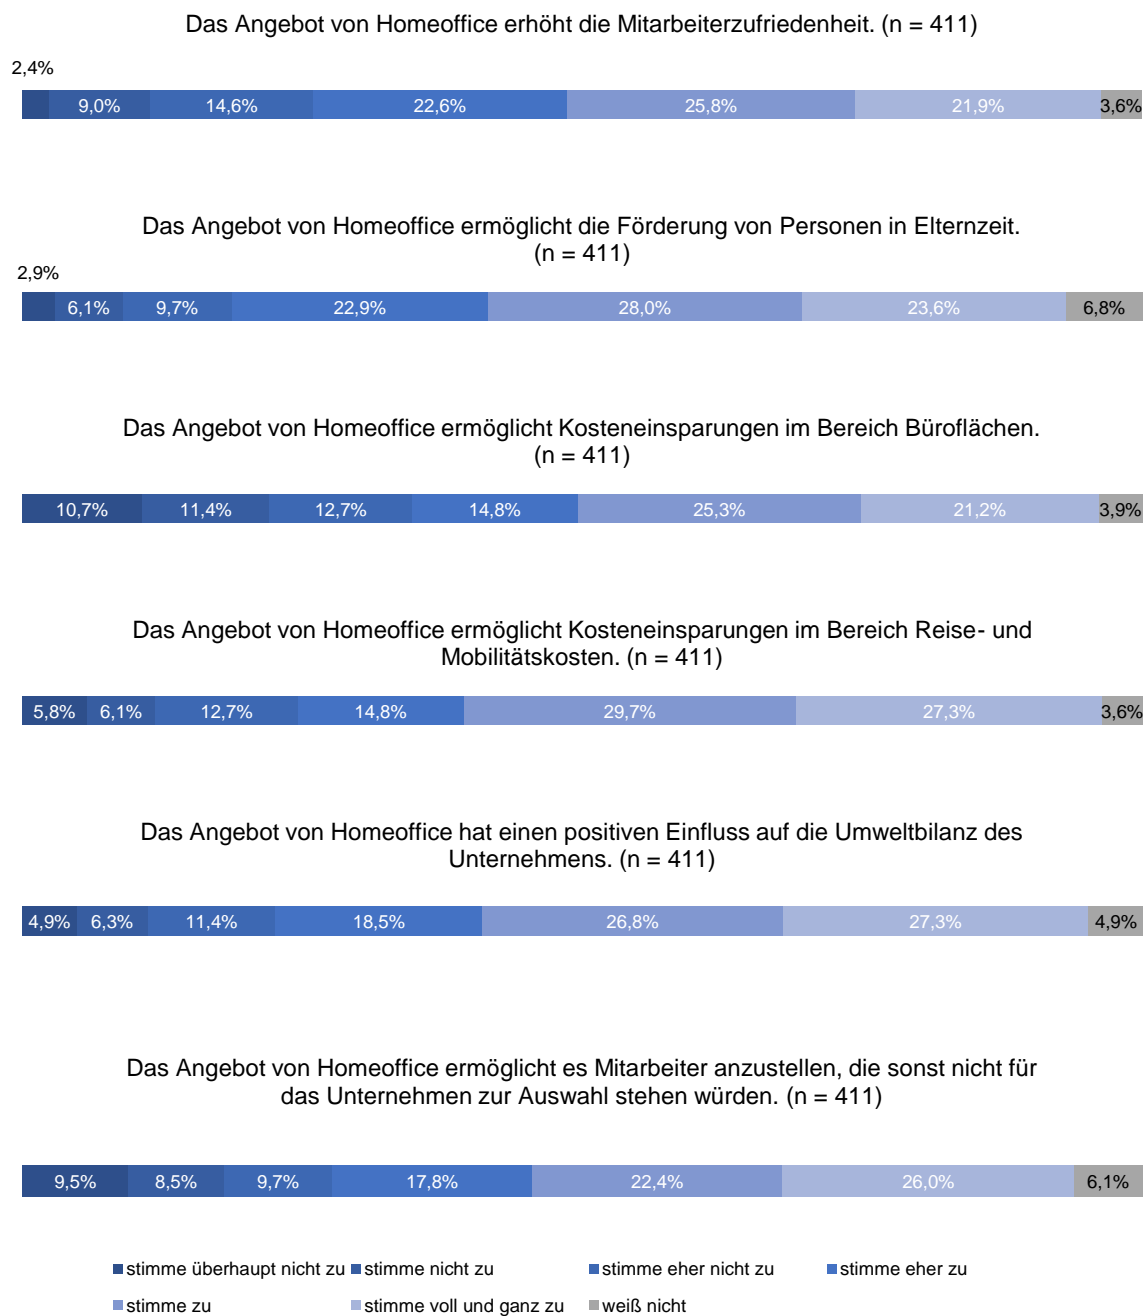 Das Angebot von Homeoffice erhöht die Mitarbeiterzufriedenheit. (n = 411)
2,4%
9,0% 14,6% 22,6% 25,8% 21,9% 3,6%
Das Angebot von Homeoffice ermöglicht die Förderung von Personen in Elternzeit.
(n = 411)
2,9%
6,1% 9,7% 22,9% 28,0% 23,6% 6,8%
Das Angebot von Homeoffice ermöglicht Kosteneinsparungen im Bereich Büroflächen.
(n = 411)
10,7% 11,4% 12,7% 14,8% 25,3% 21,2% 3,9%
Das Angebot von Homeoffice ermöglicht Kosteneinsparungen im Bereich Reise- und
Mobilitätskosten. (n = 411)
5,8% 6,1% 12,7% 14,8% 29,7% 27,3% 3,6%
Das Angebot von Homeoffice hat einen positiven Einfluss auf die Umweltbilanz des
Unternehmens. (n = 411)
4,9% 6,3% 11,4% 18,5% 26,8% 27,3% 4,9%
Das Angebot von Homeoffice ermöglicht es Mitarbeiter anzustellen, die sonst nicht für
das Unternehmen zur Auswahl stehen würden. (n = 411)
9,5% 8,5% 9,7% 17,8% 22,4% 26,0% 6,1%
stimme überhaupt nicht zu stimme nicht zu stimme eher nicht zu stimme eher zu
stimme zu stimme voll und ganz zu weiß nicht